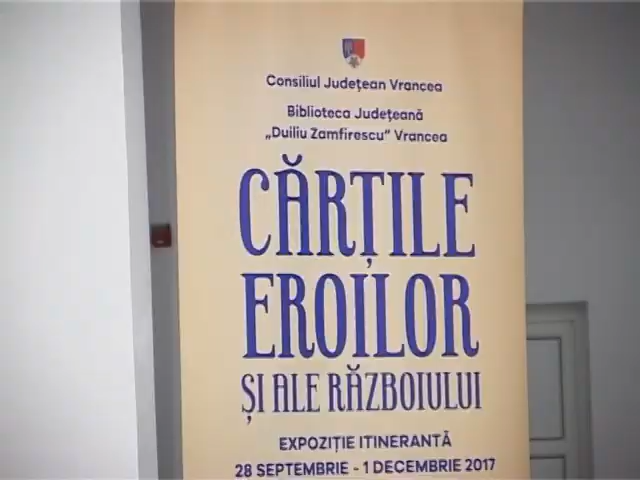 Consiliul Județean Vrancea
Biblioteca Județeană
„Duiliu Zamfirescu” Vrancea
CĂRȚILE
EROILOR
ȘI ALE RĂZBOIULUI
EXPOZIȚIE ITINERANTĂ
28 SEPTEMBRIE - 1 DECEMBRIE 2017